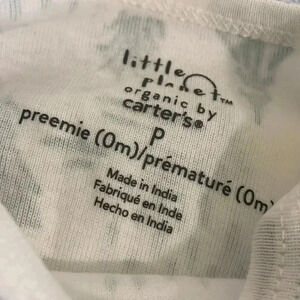 little
planet™
organic by
carter's®
P
preemie (0m)/prématuré (0m
Made in India
Fabriqué en Inde
Hecho en India